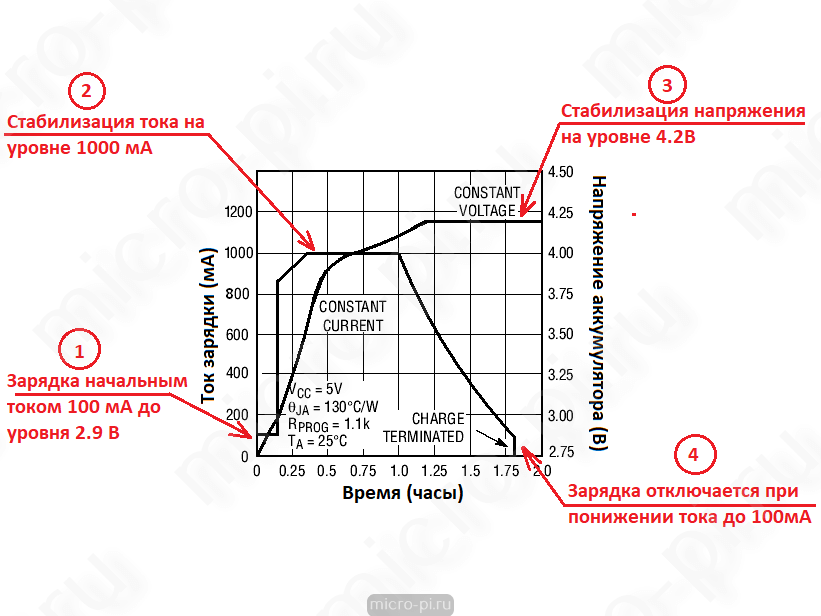 2
Стабилизация тока на
уровне 1000 мА
3
Стабилизация напряжения
на уровне 4.2В
1
Зарядка начальным
током 100 мА до
уровня 2.9 В
4
Зарядка отключается при
понижении тока до 100мА
Ток зарядки (мА)
1200
1000
800
600
400
200
0
CONSTANT
VOLTAGE
CONSTANT
CURRENT
VCC = 5V
θJA = 130°C/W
RPROG = 1.1k
TA = 25°C
CHARGE
TERMINATED
4.50
4.25
4.00
3.75
3.50
3.25
3.00
2.75
Напряжение аккумулятора (В)
0 0.25 0.5 0.75 1.0 1.25 1.5 1.75 2.0
Время (часы)
micro-pi.ru